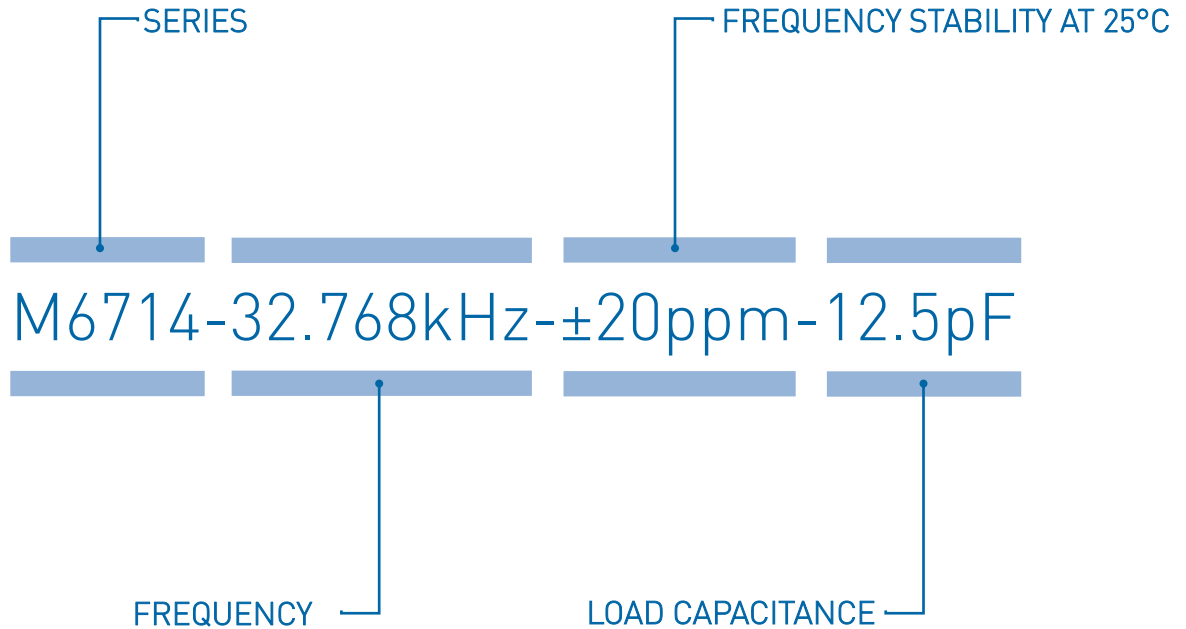 SERIES
FREQUENCY STABILITY AT 25°C
M6714-32.768kHz-±20ppm-12.5pF
FREQUENCY
LOAD CAPACITANCE